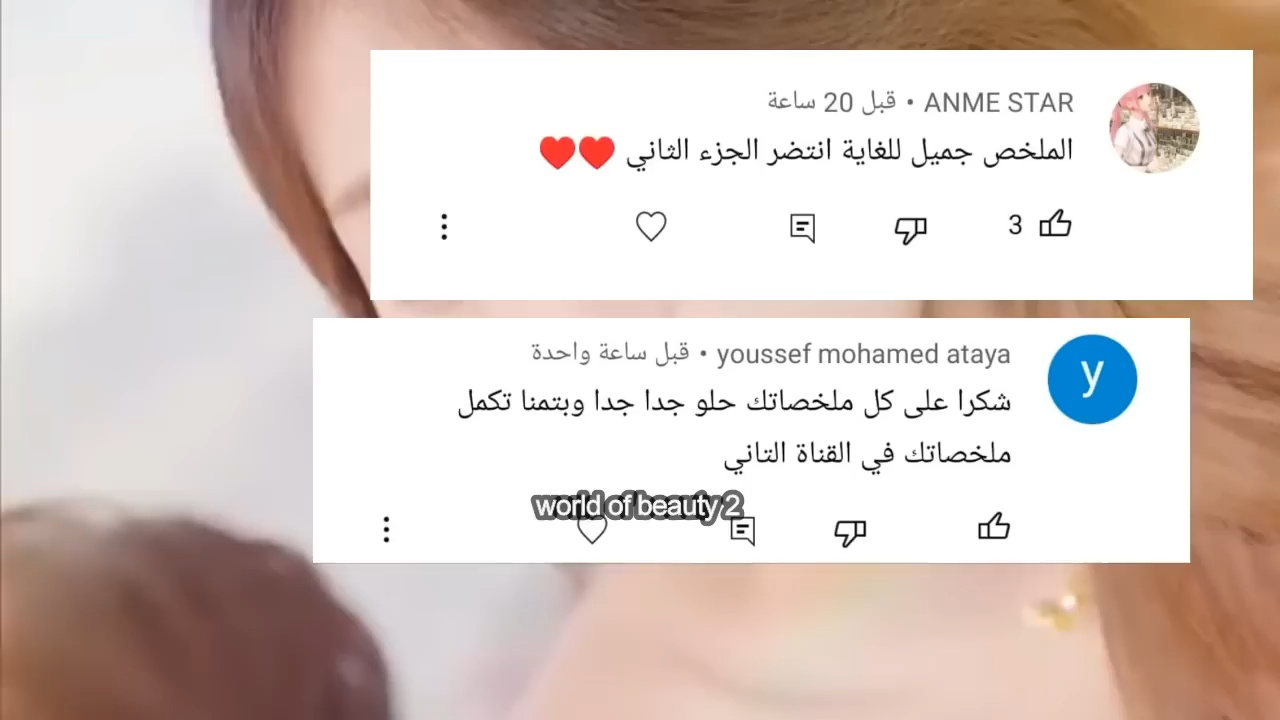 ANME STAR • قبل 20 ساعة
الملخص جميل للغاية انتضر الجزء الثاني ♥♥
3
youssef mohamed ataya • قبل ساعة واحدة
y
شكرا على كل ملخصاتك حلو جدا جدا وبتمنا تكمل
ملخصاتك في القناة التاني
world of beauty 2